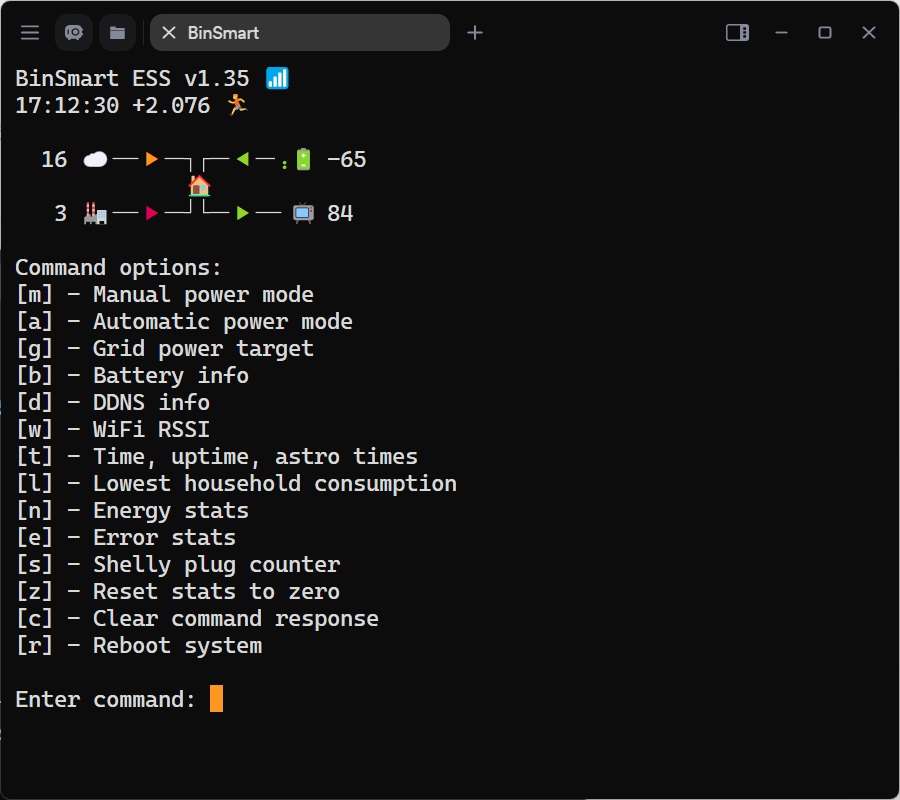 BinSmart
BinSmart ESS v1.35 📶
17:12:30 +2.076 🏃
16 −65
3 84
Command options:
[m] − Manual power mode
[a] − Automatic power mode
[g] − Grid power target
[b] − Battery info
[d] − DDNS info
[w] − WiFi RSSI
[t] − Time, uptime, astro times
[l] − Lowest household consumption
[n] − Energy stats
[e] − Error stats
[s] − Shelly plug counter
[z] − Reset stats to zero
[c] − Clear command response
[r] − Reboot system
Enter command: